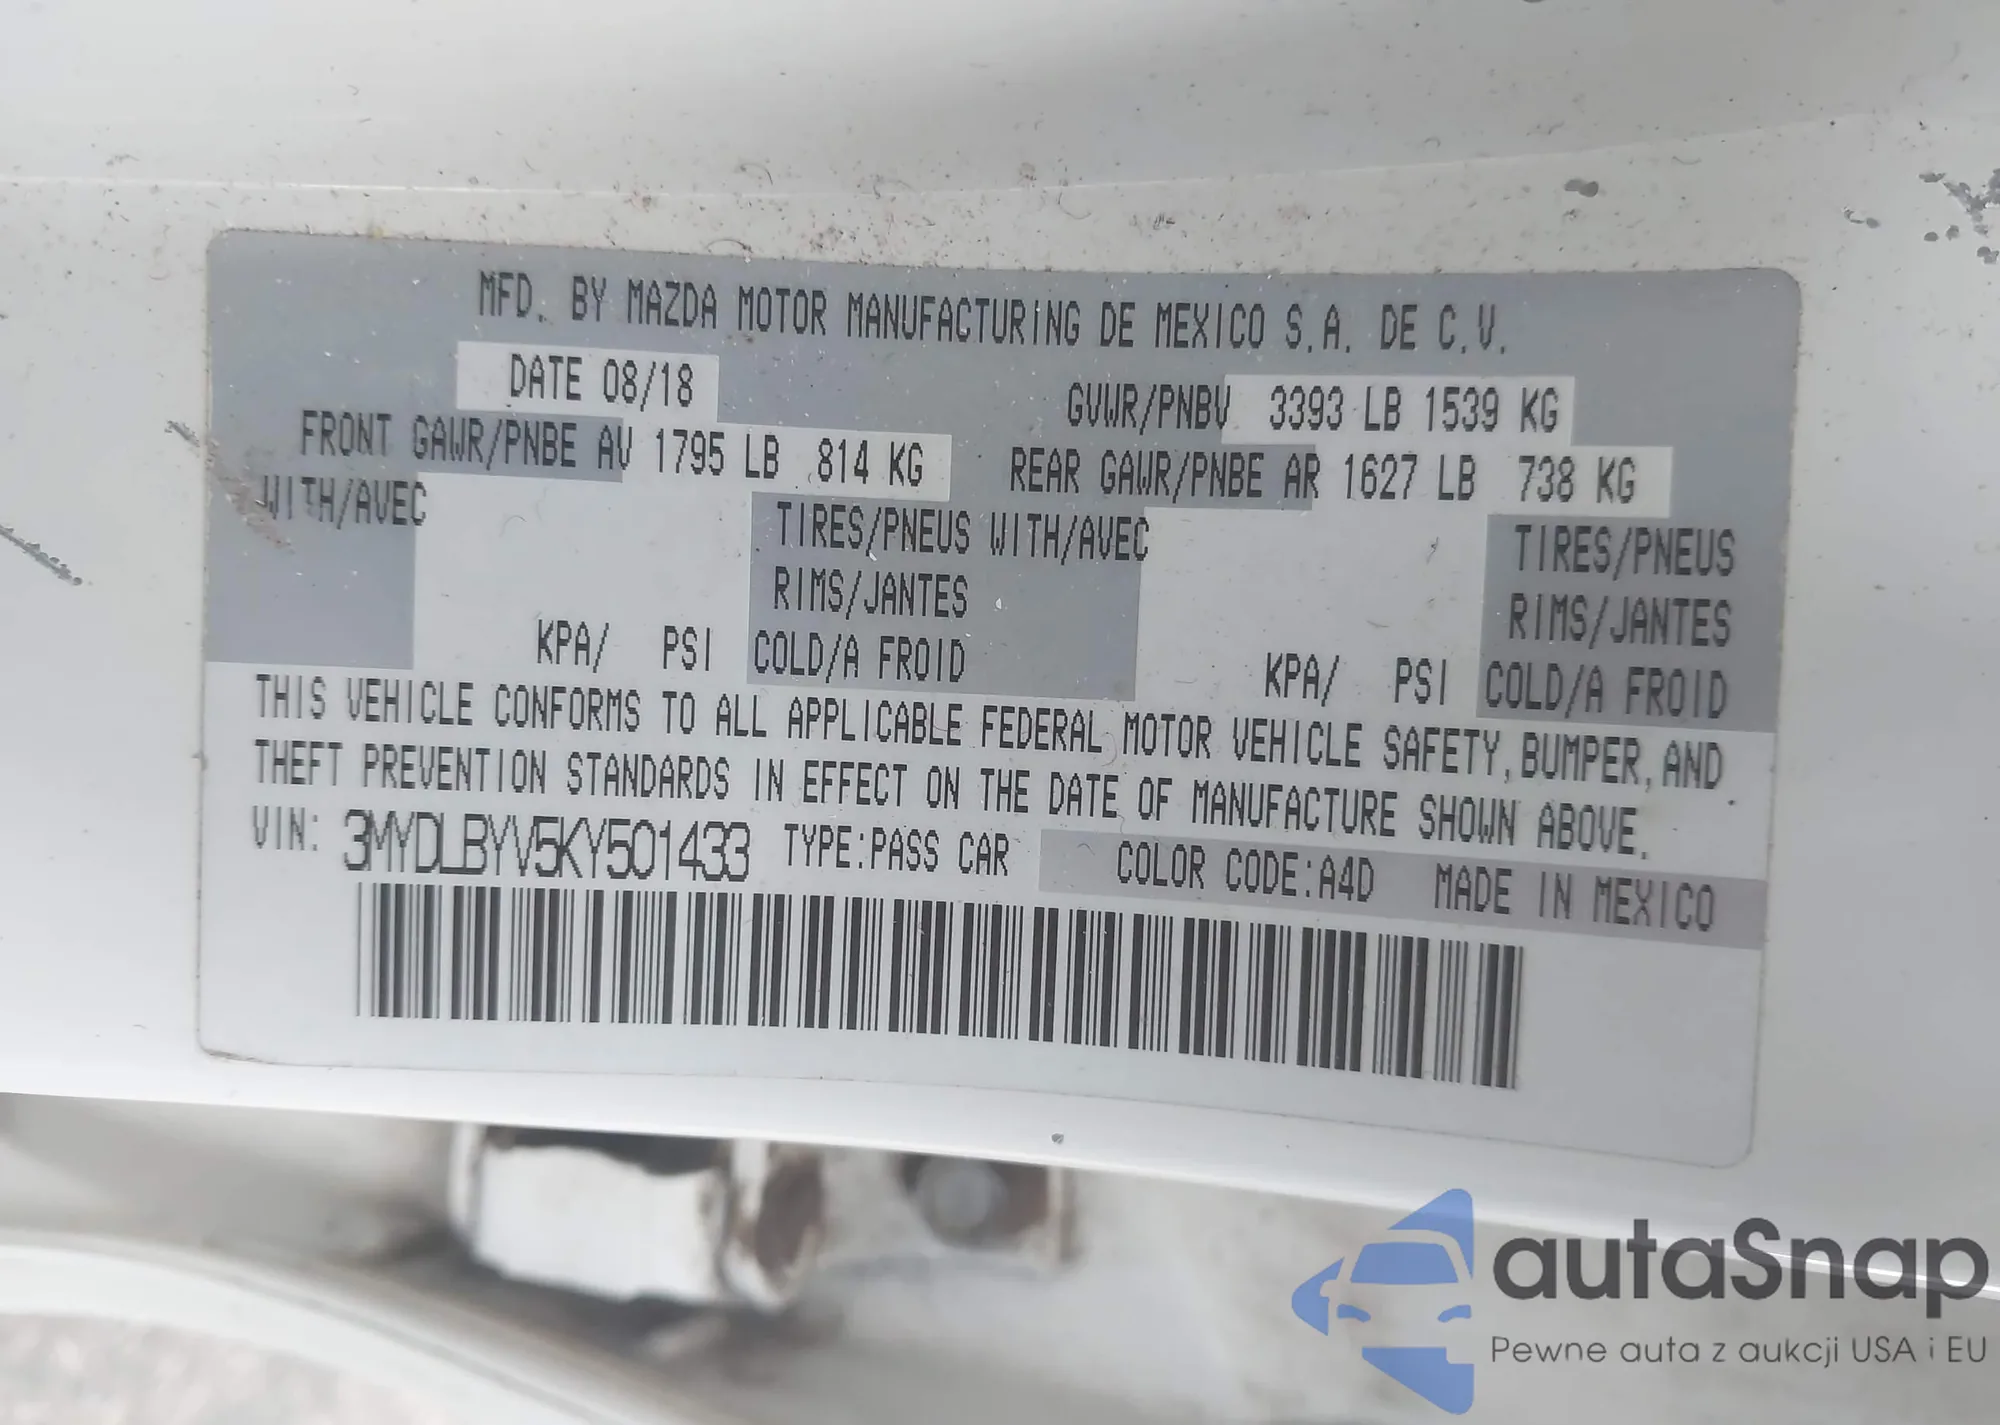 MFD. BY MAZDA MOTOR MANUFACTURING DE MEXICO S.A. DE C.V.
DATE 08/18 GVWR/PNBV 3393 LB 1539 KG
FRONT GAWR/PNBE AV 1795 LB 814 KG REAR GAWR/PNBE AR 1627 LB 738 KG
WITH/AVEC TIRES/PNEUS WITH/AVEC TIRES/PNEUS
RIMS/JANTES RIMS/JANTES
KPA/ PSI COLD/A FROID KPA/ PSI COLD/A FROID
THIS VEHICLE CONFORMS TO ALL APPLICABLE FEDERAL MOTOR VEHICLE SAFETY, BUMPER, AND
THEFT PREVENTION STANDARDS IN EFFECT ON THE DATE OF MANUFACTURE SHOWN ABOVE.
VIN: 3MYDLBYV5KY501433 TYPE:PASS CAR COLOR CODE:A4D MADE IN MEXICO
autaSnap
Pewne auta z aukcji USA i EU